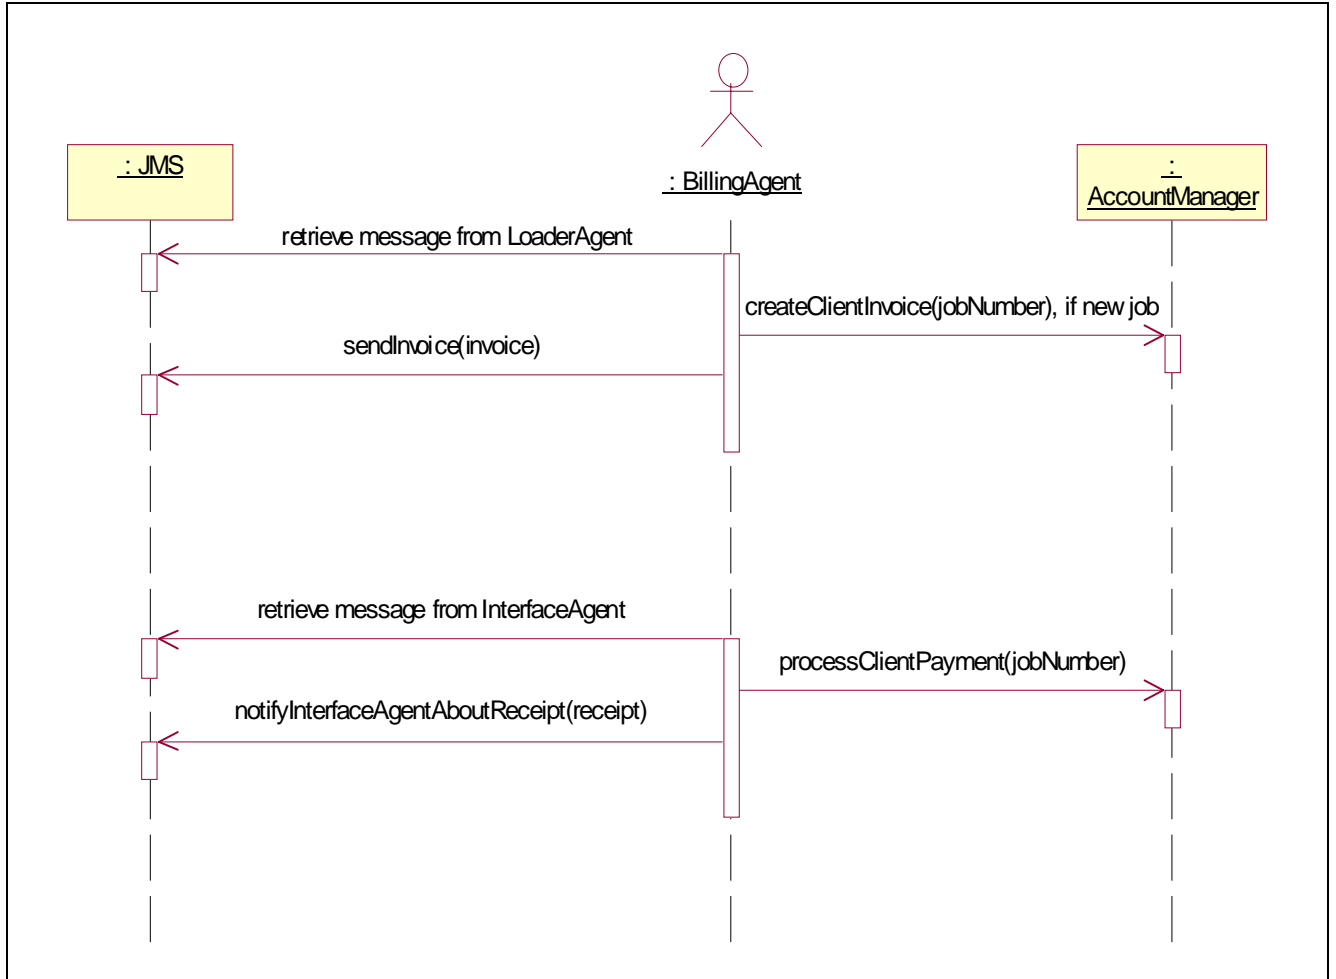 : JMS
: BillingAgent
:
AccountManager
retrieve message from LoaderAgent
createClientInvoice(jobNumber), if new job
sendInvoice(invoice)
retrieve message from InterfaceAgent
processClientPayment(jobNumber)
notifyInterfaceAgentAboutReceipt(receipt)